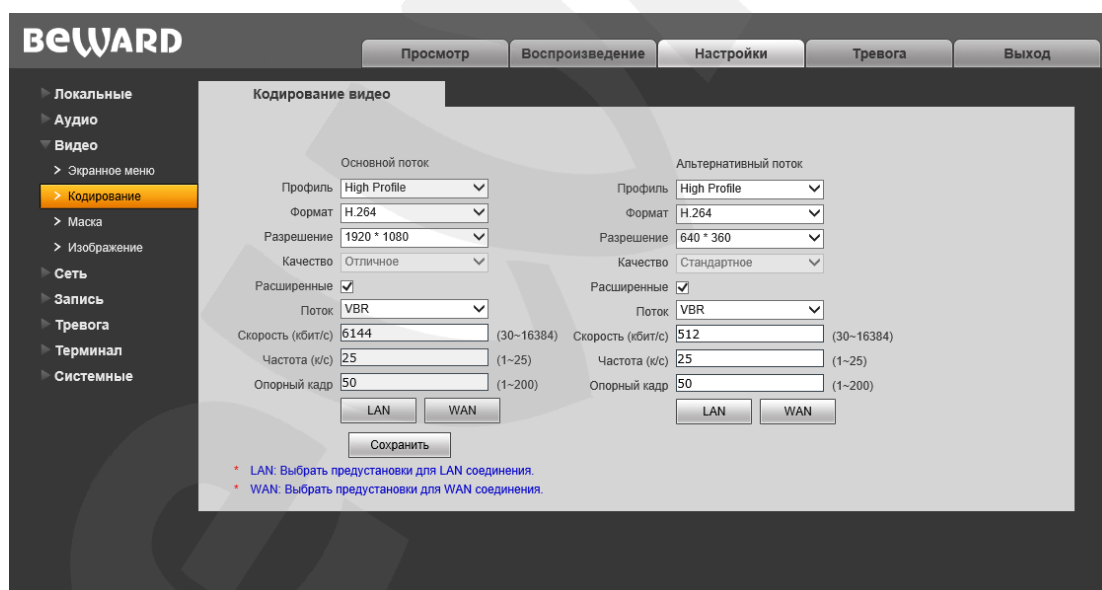 BEWARD
Просмотр Воспроизведение Настройки Тревога Выход
Локальные
Аудио
Видео
> Экранное меню
> Кодирование
> Маска
> Изображение
Сеть
Запись
Тревога
Терминал
Системные
Кодирование видео
Основной поток
Профиль High Profile
Формат H.264
Разрешение 1920 * 1080
Качество Отличное
Расширенные
Поток VBR
Скорость (кбит/с) 6144 (30~16384)
Частота (к/с) 25 (1~25)
Опорный кадр 50 (1~200)
LAN WAN
Сохранить
Альтернативный поток
Профиль High Profile
Формат H.264
Разрешение 640 * 360
Качество Стандартное
Расширенные
Поток VBR
Скорость (кбит/с) 512 (30~16384)
Частота (к/с) 25 (1~25)
Опорный кадр 50 (1~200)
LAN WAN
* LAN: Выбрать предустановки для LAN соединения.
* WAN: Выбрать предустановки для WAN соединения.